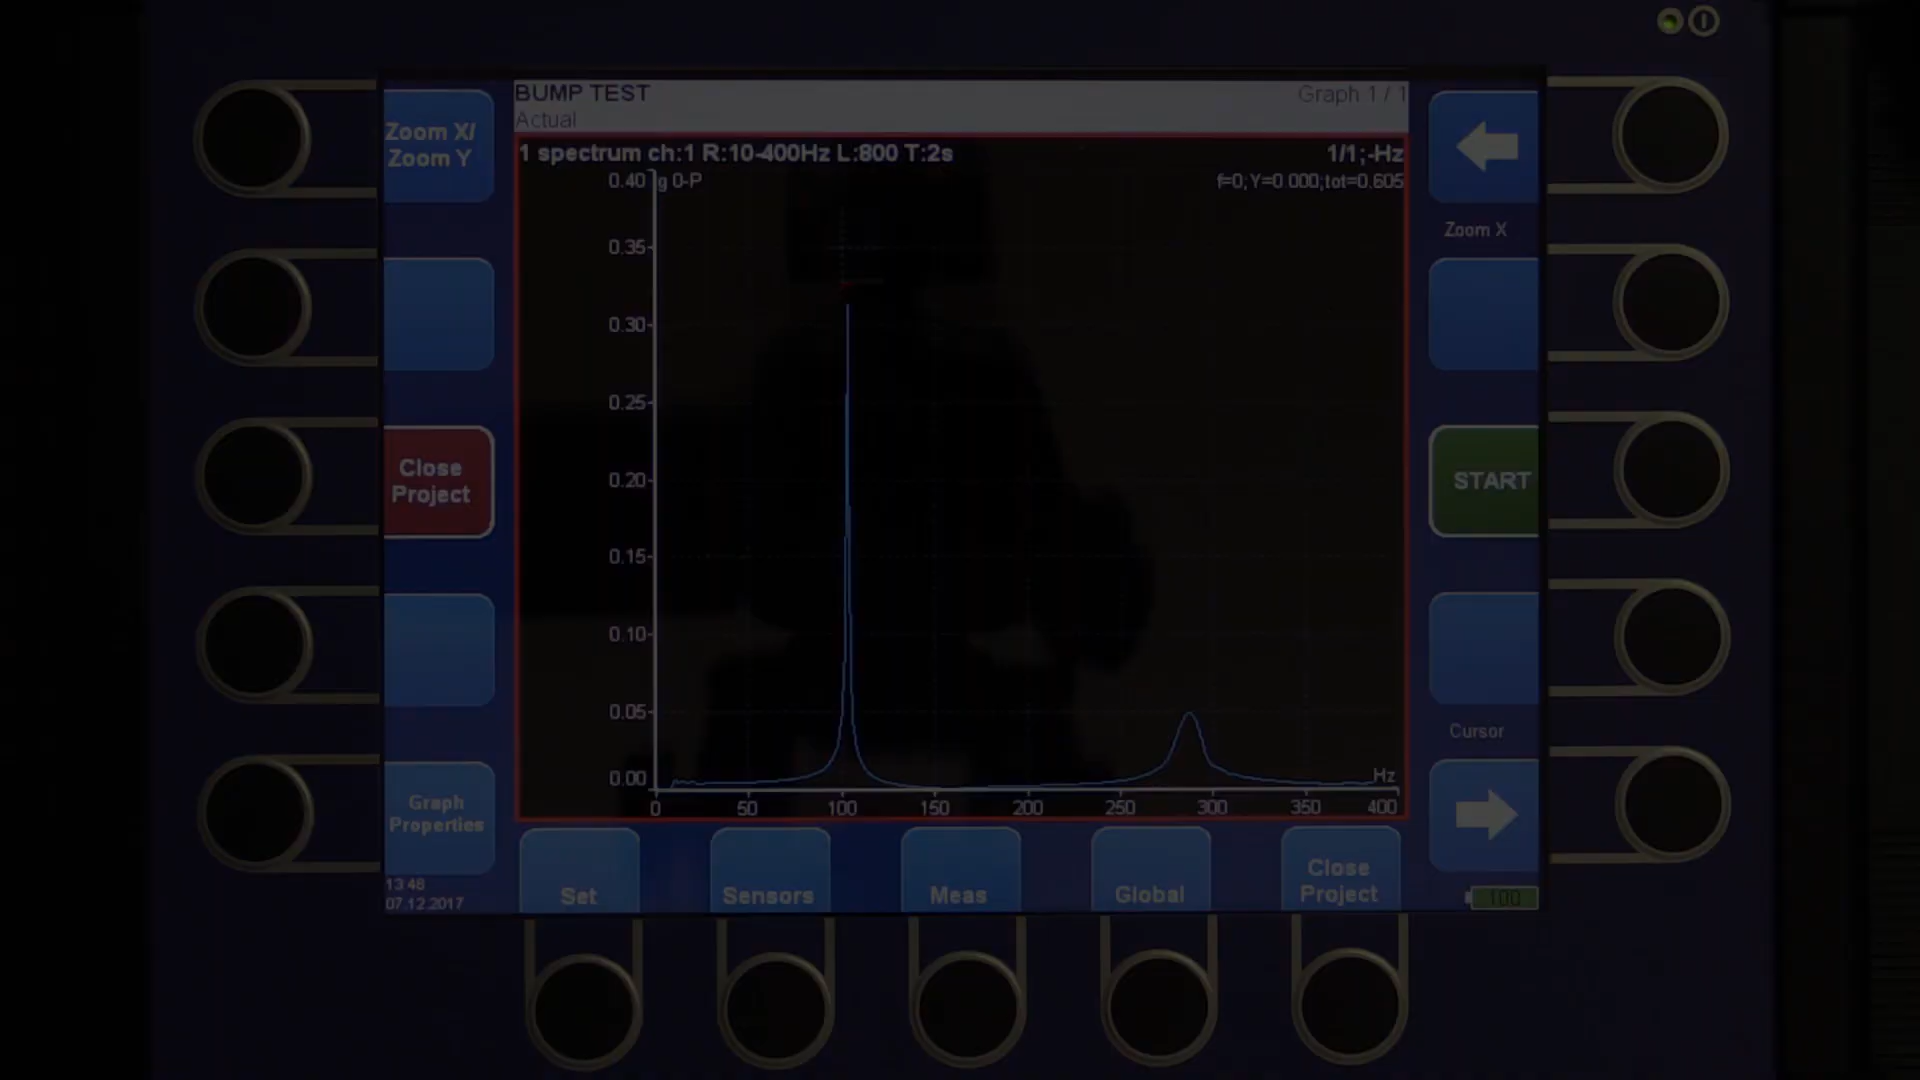 BUMP TEST
Graph 1 / 1
Actual
1 spectrum ch:1 R:10-400Hz L:800 T:2s
1/1;-Hz
g 0-P
f=0;Y=0.000;tot=0.605
0.40
0.35
0.30
0.25
0.20
0.15
0.10
0.05
0.00
0
50
100
150
200
250
300
350
400
Hz
Zoom X/
Zoom Y
Close
Project
Graph
Properties
13 48
07.12.2017
Zoom X
START
Cursor
100
Set
Sensors
Meas
Global
Close
Project